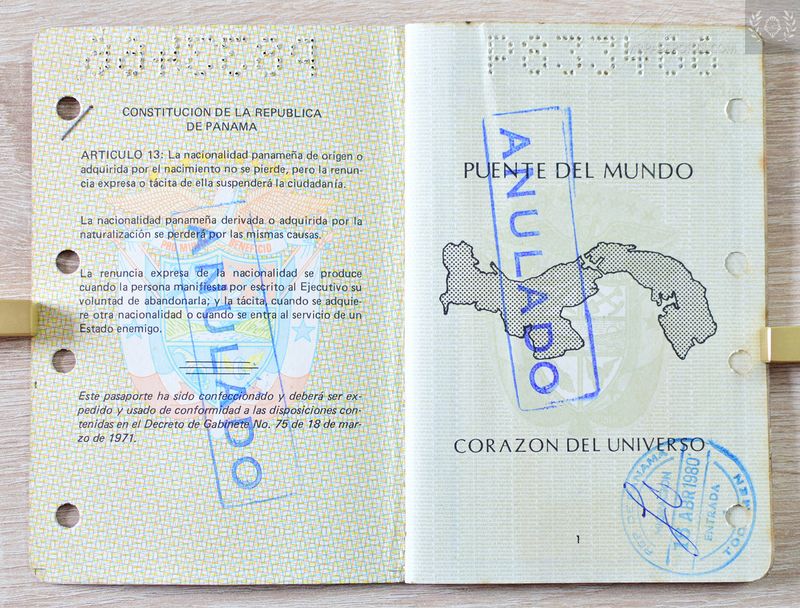 CONSTITUCION DE LA REPUBLICA
DE PANAMA
ARTICULO 13: La nacionalidad panameña de origen o
adquirida por el nacimiento no se pierde, pero la renun-
cia expresa o tácita de ella suspenderá la ciudadanía.
La nacionalidad panameña derivada o adquirida por la
naturalización se perderá por las mismas causas.
PRO MUNDI BENEFICIO
La renuncia expresa de la nacionalidad se produce
cuando la persona manifiesta por escrito al Ejecutivo su
voluntad de abandonarla; y la tácita, cuando se adquie-
re otra nacionalidad o cuando se entra al servicio de un
Estado enemigo.
Este pasaporte ha sido confeccionado y deberá ser ex-
pedido y usado de conformidad a las disposiciones con-
tenidas en el Decreto de Gabinete No. 75 de 18 de mar-
zo de 1971.
ANULADO
P633486
PUENTE DEL MUNDO
ANULADO
CORAZON DEL UNIVERSO
PANAMA
ABR 1980
ENTRADA
1